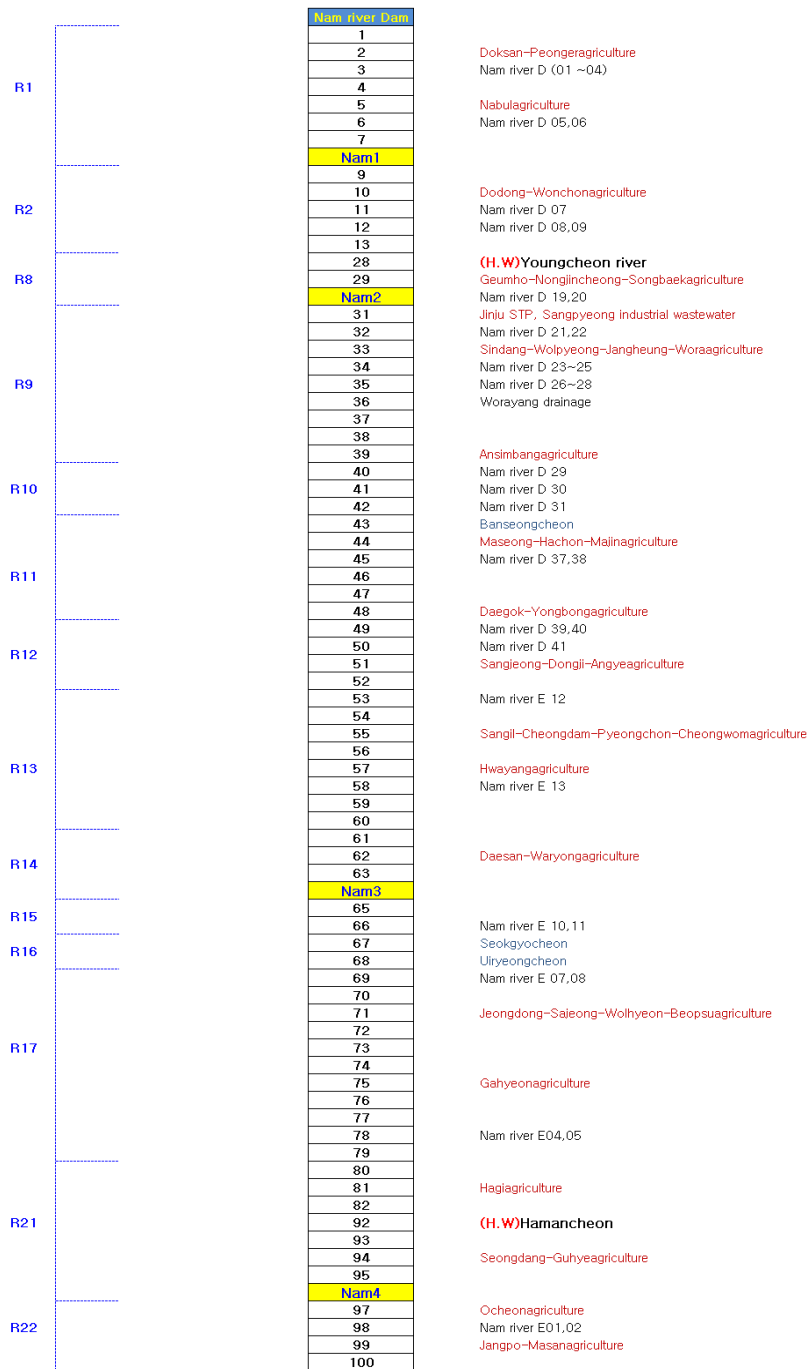 Nam river Dam
1
2 Doksan-Peongeragriculture
3 Nam river D (01 ~04)
R1 4
5 Nabulagriculture
6 Nam river D 05,06
7
Nam1
9
10 Dodong-Wonchonagriculture
R2 11 Nam river D 07
12 Nam river D 08,09
13
28 (H.W)Youngcheon river
R8 29 Geumho-Nongjincheong-Songbaekagriculture
Nam2 Nam river D 19,20
31 Jinju STP, Sangpyeong industrial wastewater
32 Nam river D 21,22
33 Sindang-Wolpyeong-Jangheung-Woraagriculture
34 Nam river D 23~25
R9 35 Nam river D 26~28
36 Worayang drainage
37
38
39 Ansimbangagriculture
40 Nam river D 29
R10 41 Nam river D 30
42 Nam river D 31
43 Banseongcheon
44 Maseong-Hachon-Majinagriculture
45 Nam river D 37,38
R11 46
47
48 Daegok-Yongbongagriculture
49 Nam river D 39,40
R12 50 Nam river D 41
51 Sangjeong-Dongji-Angyeagriculture
52
53 Nam river E 12
54
55 Sangil-Cheongdam-Pyeongchon-Cheongwomagriculture
56
R13 57 Hwayangagriculture
58 Nam river E 13
59
60
61
R14 62 Daesan-Waryongagriculture
63
Nam3
R15 65
66 Nam river E 10,11
R16 67 Seokgyocheon
68 Uiryeongcheon
69 Nam river E 07,08
70
71 Jeongdong-Sajeong-Wolhyeon-Beopsuagriculture
72
R17 73
74
75 Gahyeonagriculture
76
77
78 Nam river E04,05
79
80
81 Hagiagriculture
82
R21 92 (H.W)Hamancheon
93
94 Seongdang-Guhyeagriculture
95
Nam4
97 Ocheonagriculture
R22 98 Nam river E01,02
99 Jangpo-Masanagriculture
100